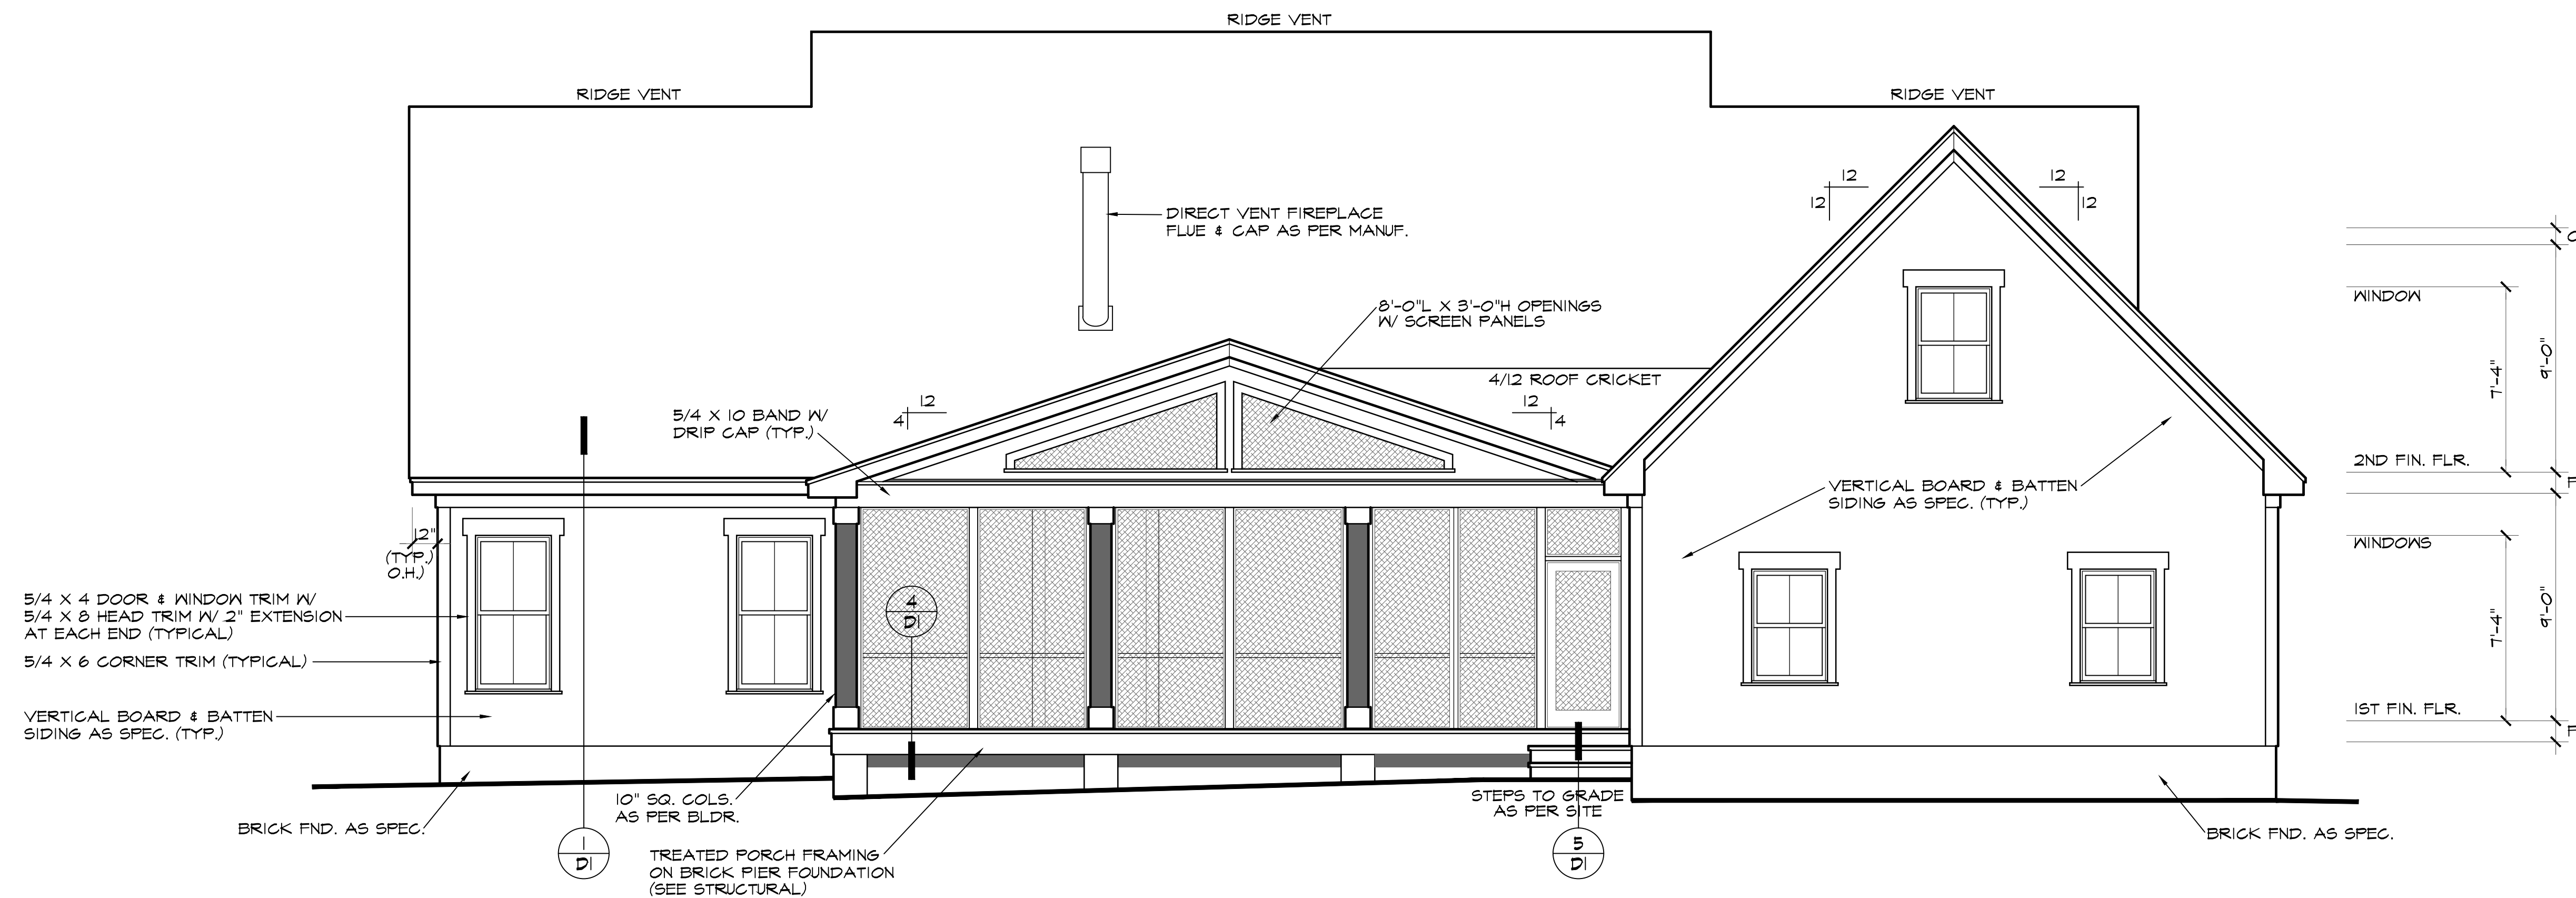 RIDGE VENT
RIDGE VENT
RIDGE VENT
12
12
12
12
DIRECT VENT FIREPLACE
FLUE & CAP AS PER MANUF.
8'-0"L X 3'-0"H OPENINGS
W/ SCREEN PANELS
4/12 ROOF CRICKET
12
4
12
4
5/4 X 10 BAND W/
DRIP CAP (TYP.)
VERTICAL BOARD & BATTEN
SIDING AS SPEC. (TYP.)
12"
(TYP.)
O.H.)
5/4 X 4 DOOR & WINDOW TRIM W/
5/4 X 8 HEAD TRIM W/ 2" EXTENSION
AT EACH END (TYPICAL)
5/4 X 6 CORNER TRIM (TYPICAL)
VERTICAL BOARD & BATTEN
SIDING AS SPEC. (TYP.)
4
D1
BRICK FND. AS SPEC.
1
D1
10" SQ. COLS.
AS PER BLDR.
TREATED PORCH FRAMING
ON BRICK PIER FOUNDATION
(SEE STRUCTURAL)
STEPS TO GRADE
AS PER SITE
5
D1
BRICK FND. AS SPEC.
WINDOW
7'-4"
9'-0"
2ND FIN. FLR.
WINDOWS
7'-4"
9'-0"
1ST FIN. FLR.